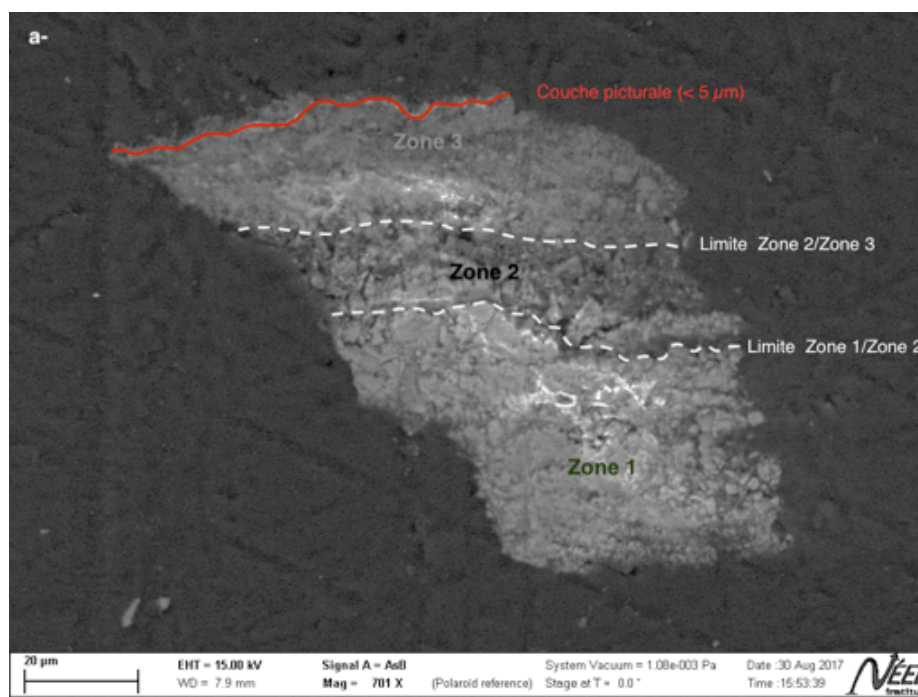 a-
Couche picturale (< 5 µm)
Zone 3
Limite Zone 2/Zone 3
Zone 2
Limite Zone 1/Zone 2
Zone 1
20 µm
EHT = 15.00 kV
WD = 7.9 mm
Signal A = AsB
Mag = 701 X (Polaroid reference)
System Vacuum = 1.08e-003 Pa
Stage at T = 0.0 °
Date :30 Aug 2017
Time :15:53:39